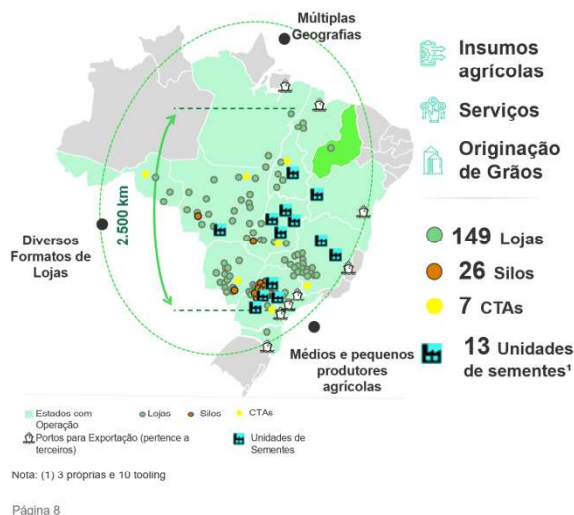 Múltiplas
Geografias
Insumos
agrícolas
Serviços
Originação
de Grãos
2.500 km
Diversos
Formatos de
Lojas
149 Lojas
26 Silos
7 CTAs
13 Unidades
de sementes¹
Médios e pequenos
produtores
agrícolas
Estados com
Operação
Lojas
Silos
CTAs
Portos para Exportação (pertence a
terceiros)
Unidades de
Sementes
Nota: (1) 3 próprias e 10 tooling
Página 8